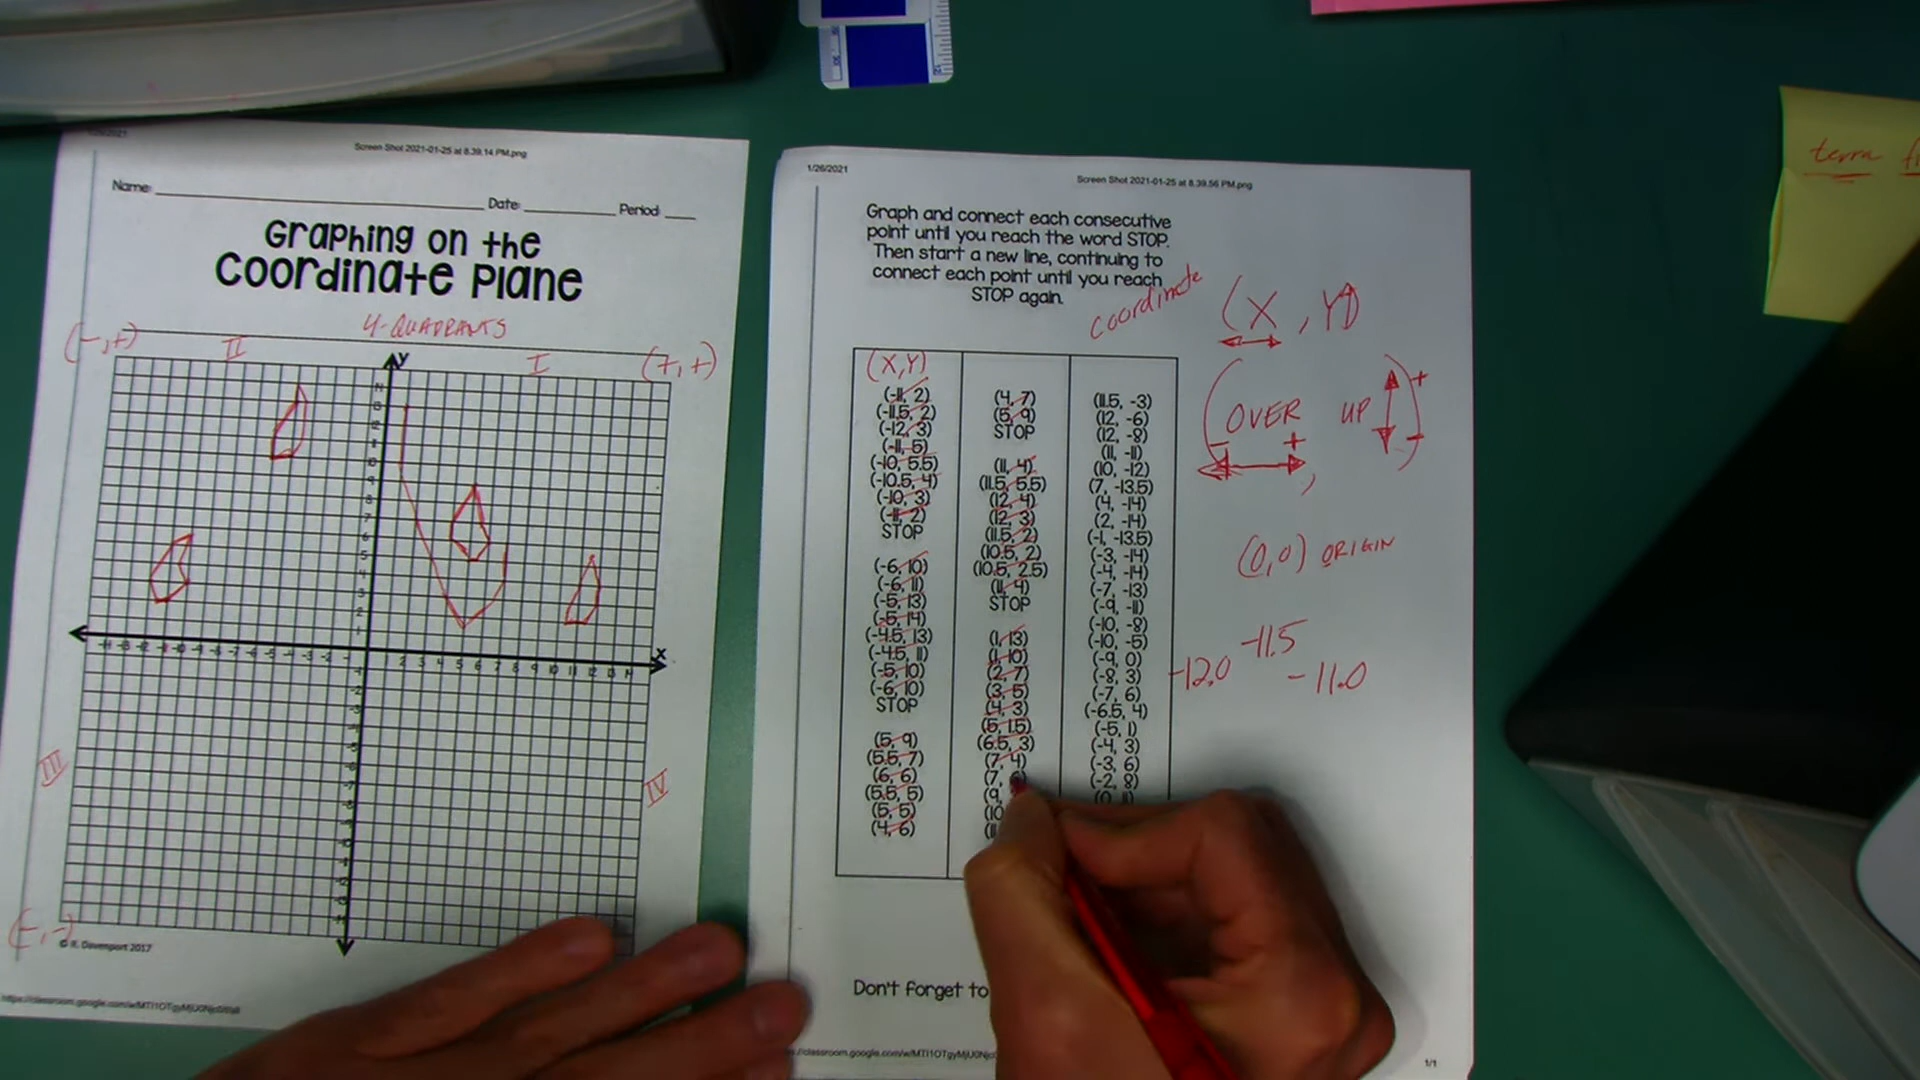 Screen Shot 2021-01-25 at 8.39.14 PM.png
Name: Date: Period:
Graphing on the
Coordinate Plane
4-QUADRANTS
(-,+) II I (+,+)
y
x
III IV
(-,-)
© R. Davenport 2017
1/26/2021
Screen Shot 2021-01-25 at 8.39.56 PM.png
Graph and connect each consecutive
point until you reach the word STOP.
Then start a new line, continuing to
connect each point until you reach
STOP again.
coordinate
(X, Y)
(OVER, UP)
+
-
- +
(0,0) ORIGIN
-11.5
-12.0
-11.0
(X,Y)
(-11, 2)
(-11.5, 2)
(-12, 3)
(-11, 5)
(-10, 5.5)
(-10.5, 4)
(-10, 3)
(-11, 2)
STOP
(-6, 10)
(-6, 11)
(-5, 13)
(-5, 14)
(-4.5, 13)
(-4.5, 11)
(-5, 10)
(-6, 10)
STOP
(5, 9)
(5.5, 7)
(6, 6)
(5.5, 5)
(5, 5)
(4, 6)
(4, 7)
(5, 9)
STOP
(11, 4)
(11.5, 5.5)
(12, 4)
(12, 3)
(11.5, 2)
(10.5, 2)
(10.5, 2.5)
(11, 4)
STOP
(1, 13)
(1, 10)
(2, 7)
(3, 5)
(4, 3)
(5, 1.5)
(6.5, 3)
(7, 4)
(7,
(9,
(10
(11.5, -3)
(12, -6)
(12, -8)
(11, -11)
(10, -12)
(7, -13.5)
(4, -14)
(2, -14)
(-1, -13.5)
(-3, -14)
(-4, -14)
(-7, -13)
(-9, -11)
(-10, -8)
(-10, -5)
(-9, 0)
(-8, 3)
(-7, 6)
(-6.5, 4)
(-5, 1)
(-4, 3)
(-3, 6)
(-2, 8)
(0, 11)
Don't forget to
1/1
terra